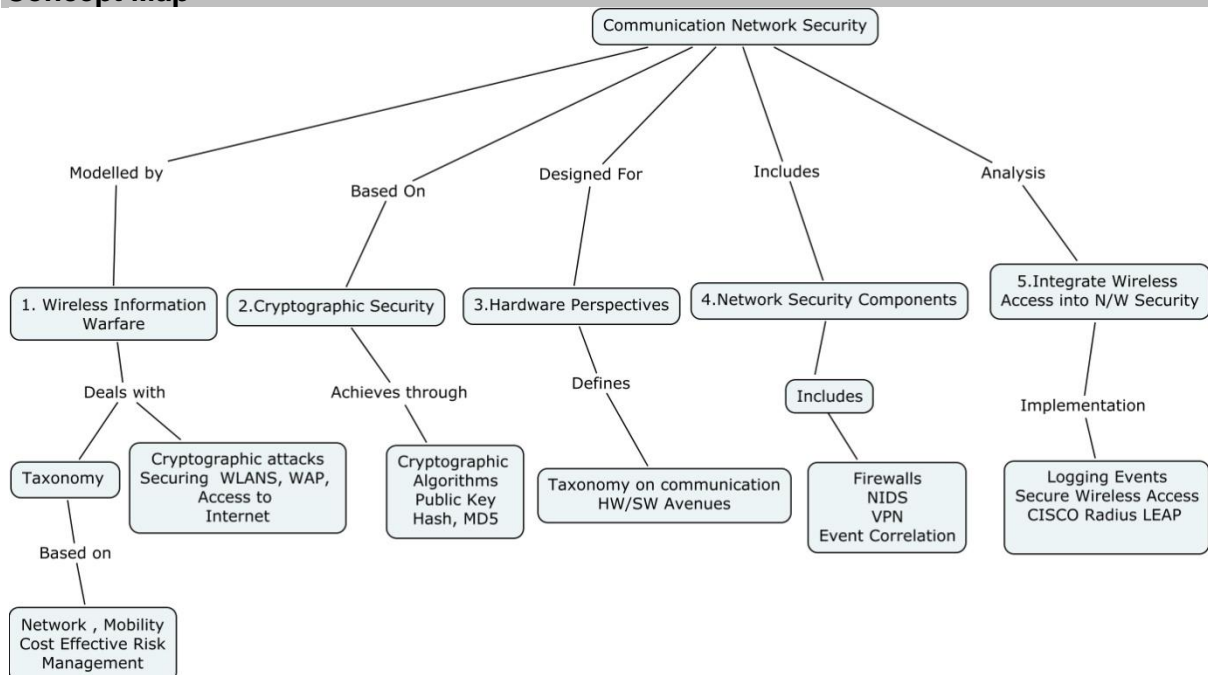 Concept Map
Communication Network Security
Modelled by
Based On
Designed For
Includes
Analysis
1. Wireless Information
Warfare
2.Cryptographic Security
3.Hardware Perspectives
4.Network Security Components
5.Integrate Wireless
Access into N/W Security
Deals with
Achieves through
Defines
Includes
Implementation
Taxonomy
Cryptographic attacks
Securing WLANS, WAP,
Access to
Internet
Cryptographic
Algorithms
Public Key
Hash, MD5
Taxonomy on communication
HW/SW Avenues
Firewalls
NIDS
VPN
Event Correlation
Logging Events
Secure Wireless Access
CISCO Radius LEAP
Based on
Network , Mobility
Cost Effective Risk
Management